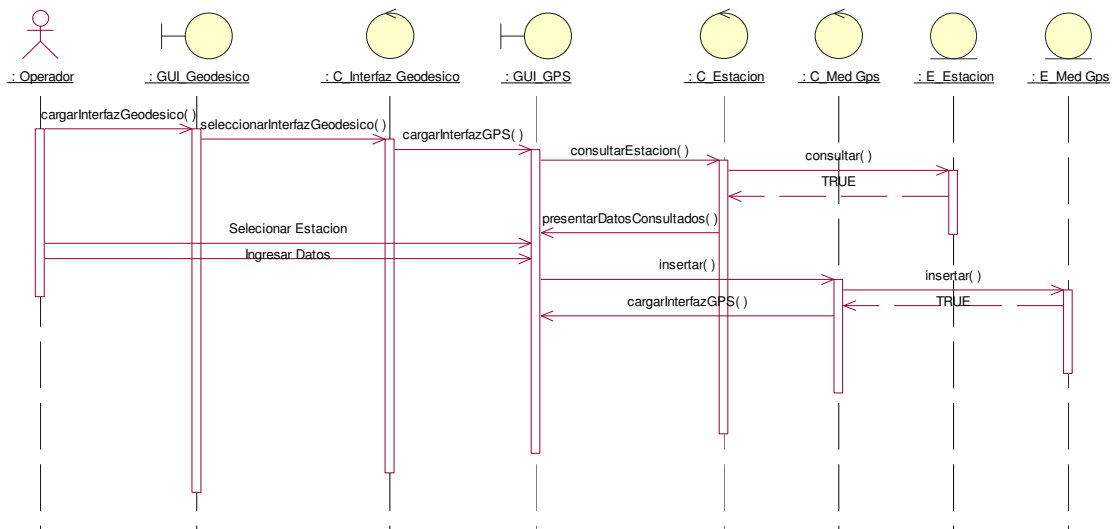 : Operador
: GUI_Geodesico
: C_Interfaz Geodesico
: GUI_GPS
: C_Estacion
: C_Med Gps
: E_Estacion
: E_Med Gps
cargarInterfazGeodesico( )
seleccionarInterfazGeodesico( )
cargarInterfazGPS( )
consultarEstacion( )
consultar( )
TRUE
presentarDatosConsultados( )
Selecionar Estacion
Ingresar Datos
insertar( )
insertar( )
cargarInterfazGPS( )
TRUE